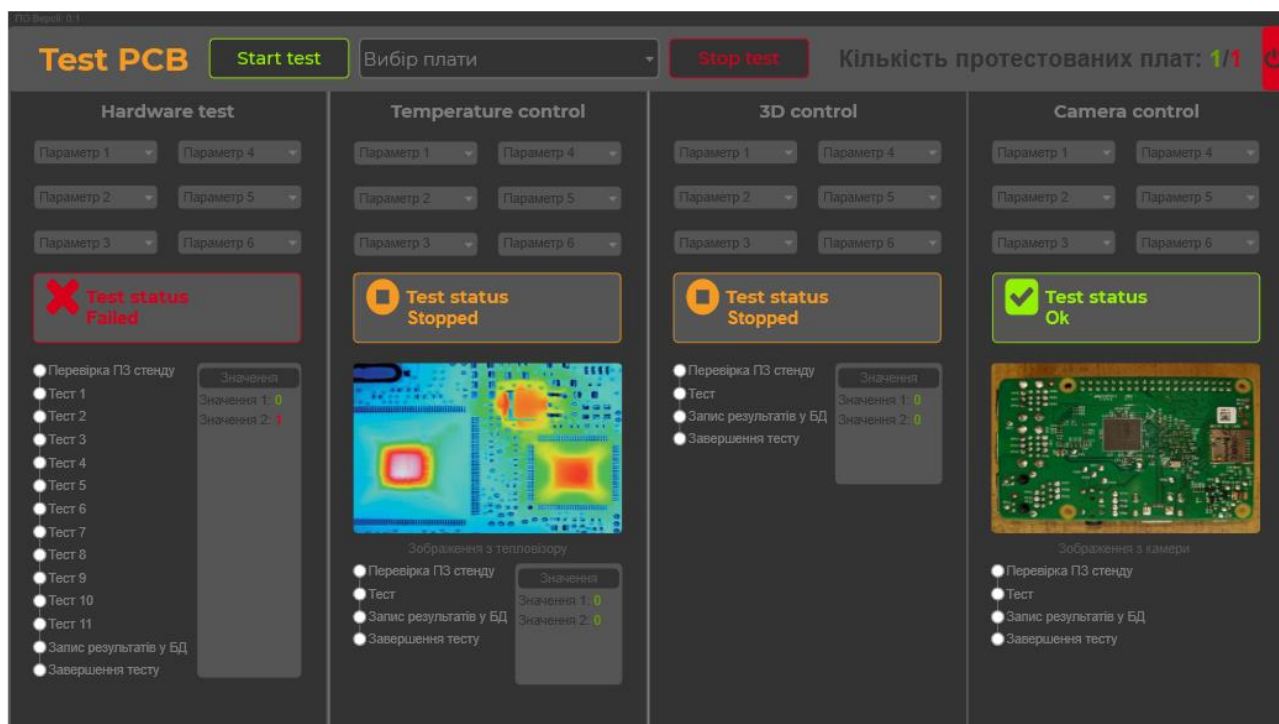 ПО Версії: 0.1
Test PCB
Start test
Вибір плати
Stop test
Кількість протестованих плат: 1/1
Hardware test
Параметр 1
Параметр 4
Параметр 2
Параметр 5
Параметр 3
Параметр 6
Test status
Failed
Перевірка ПЗ стенду
Тест 1
Тест 2
Тест 3
Тест 4
Тест 5
Тест 6
Тест 7
Тест 8
Тест 9
Тест 10
Тест 11
Запис результатів у БД
Завершення тесту
Значення
Значення 1: 0
Значення 2: 1
Temperature control
Параметр 1
Параметр 4
Параметр 2
Параметр 5
Параметр 3
Параметр 6
Test status
Stopped
Зображення з тепловізору
Перевірка ПЗ стенду
Тест
Запис результатів у БД
Завершення тесту
Значення
Значення 1: 0
Значення 2: 0
3D control
Параметр 1
Параметр 4
Параметр 2
Параметр 5
Параметр 3
Параметр 6
Test status
Stopped
Перевірка ПЗ стенду
Тест
Запис результатів у БД
Завершення тесту
Значення
Значення 1: 0
Значення 2: 0
Camera control
Параметр 1
Параметр 4
Параметр 2
Параметр 5
Параметр 3
Параметр 6
Test status
Ok
Зображення з камери
Перевірка ПЗ стенду
Тест
Запис результатів у БД
Завершення тесту